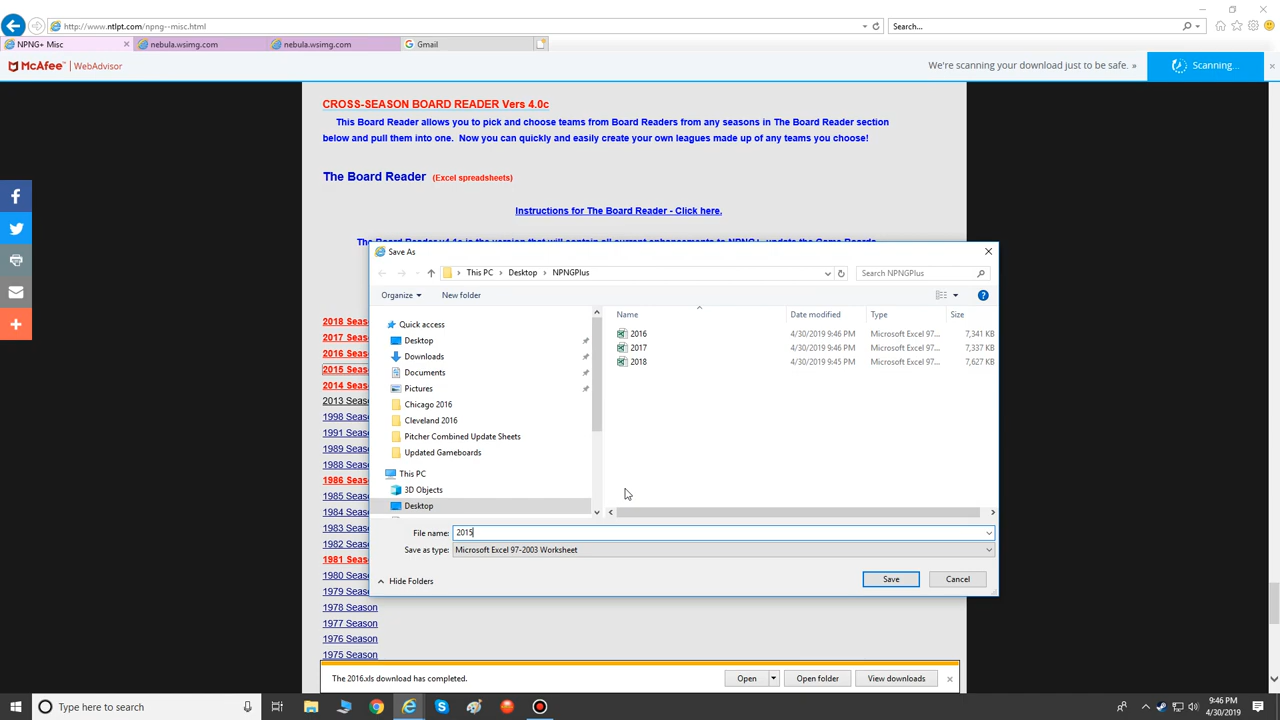 http://www.ntlpt.com/npng--misc.html
Search...
NPNG+ Misc
nebula.wsimg.com
nebula.wsimg.com
Gmail
McAfee™ | WebAdvisor
We're scanning your download just to be safe. »
Scanning...
CROSS-SEASON BOARD READER Vers 4.0c
This Board Reader allows you to pick and choose teams from Board Readers from any seasons in The Board Reader section
below and pull them into one. Now you can quickly and easily create your own leagues made up of any teams you choose!
The Board Reader (Excel spreadsheets)
Instructions for The Board Reader - Click here.
Save As
This PC > Desktop > NPNGPlus
Search NPNGPlus
Organize
New folder
Name
Date modified
Type
Size
2016
4/30/2019 9:46 PM
Microsoft Excel 97...
7,341 KB
2017
4/30/2019 9:46 PM
Microsoft Excel 97...
7,337 KB
2018
4/30/2019 9:45 PM
Microsoft Excel 97...
7,627 KB
Quick access
Desktop
Downloads
Documents
Pictures
Chicago 2016
Cleveland 2016
Pitcher Combined Update Sheets
Updated Gameboards
This PC
3D Objects
Desktop
File name: 2015
Save as type: Microsoft Excel 97-2003 Worksheet
Hide Folders
Save
Cancel
2018 Seas
2017 Seas
2016 Seas
2015 Seas
2014 Seas
2013 Seaso
1998 Seaso
1991 Seaso
1989 Seaso
1988 Seaso
1986 Seas
1985 Seaso
1984 Seaso
1983 Seaso
1982 Seaso
1981 Seas
1980 Seaso
1979 Seaso
1978 Season
1977 Season
1976 Season
1975 Season
The 2016.xls download has completed.
Open
Open folder
View downloads
Type here to search
9:46 PM
4/30/2019